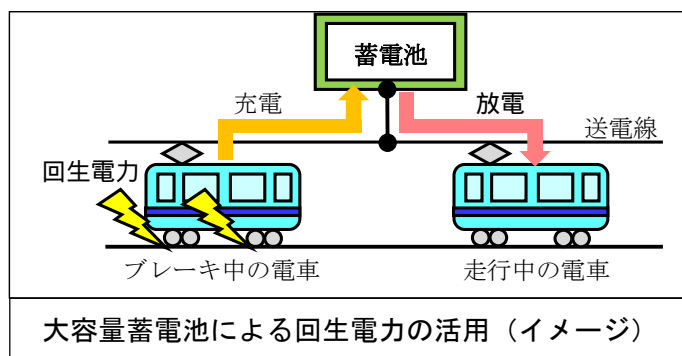 蓄電池
充電
放電
送電線
回生電力
ブレーキ中の電車
走行中の電車
大容量蓄電池による回生電力の活用（イメージ）